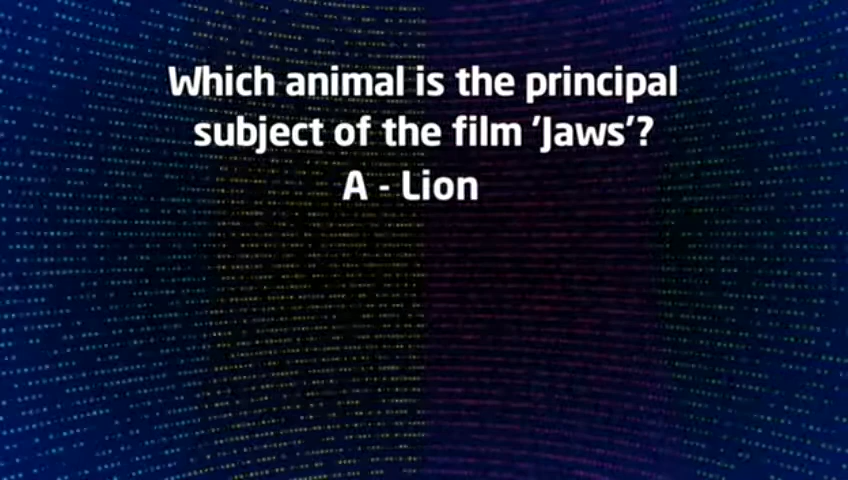 Which animal is the principal
subject of the film 'Jaws'?
A - Lion